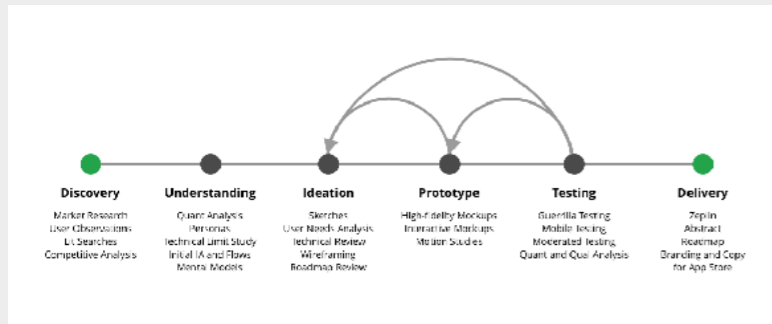 Discovery
Market Research
User Observations
Lit Searches
Competitive Analysis
Understanding
Quant Analysis
Personas
Technical Limit Study
Initial IA and Flows
Mental Models
Ideation
Sketches
User Needs Analysis
Technical Review
Wireframing
Roadmap Review
Prototype
High-fidelity Mockups
Interactive Mockups
Motion Studies
Testing
Guerrilla Testing
Mobile Testing
Moderated Testing
Quant and Qual Analysis
Delivery
Zeplin
Abstract
Roadmap
Branding and Copy
for App Store